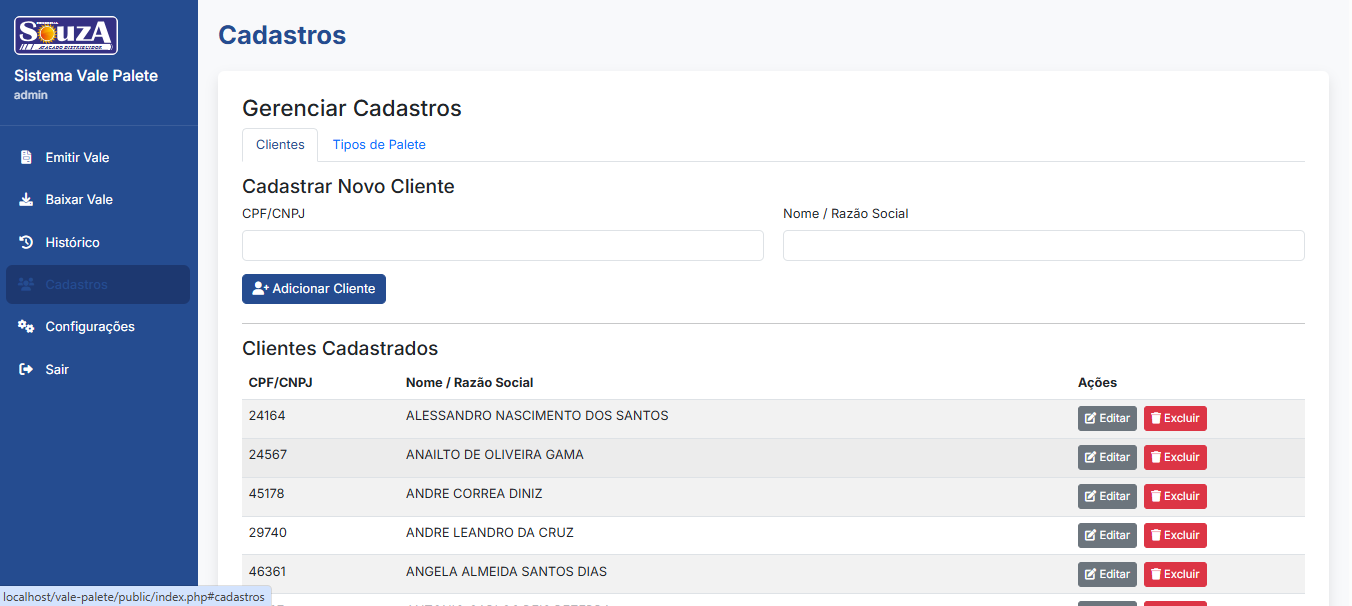 SouzA
ATACADO DISTRIBUIDOR
Sistema Vale Palete
admin
Emitir Vale
Baixar Vale
Histórico
Cadastros
Configurações
Sair
Cadastros
Gerenciar Cadastros
Clientes Tipos de Palete
Cadastrar Novo Cliente
CPF/CNPJ Nome / Razão Social
Adicionar Cliente
Clientes Cadastrados
CPF/CNPJ Nome / Razão Social Ações
24164 ALESSANDRO NASCIMENTO DOS SANTOS Editar Excluir
24567 ANAILTO DE OLIVEIRA GAMA Editar Excluir
45178 ANDRE CORREA DINIZ Editar Excluir
29740 ANDRE LEANDRO DA CRUZ Editar Excluir
46361 ANGELA ALMEIDA SANTOS DIAS Editar Excluir
localhost/vale-palete/public/index.php#cadastros